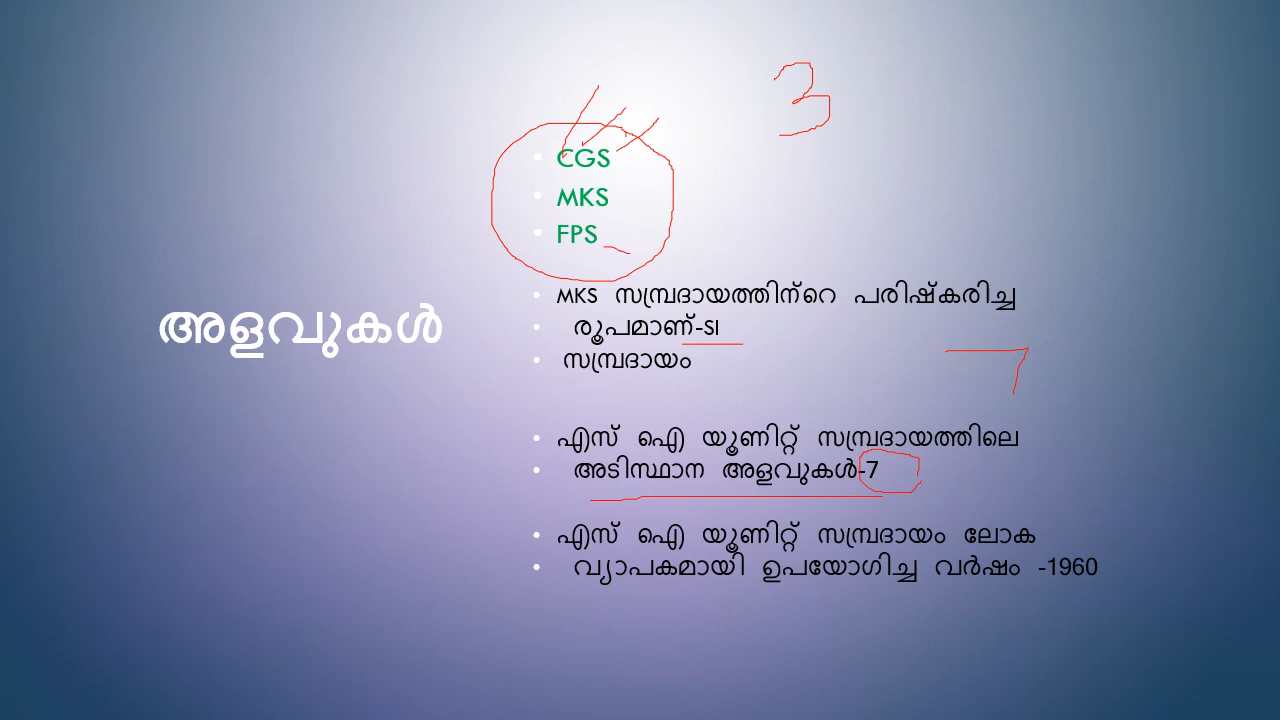 3
CGS
MKS
FPS
MKS സമ്പ്രദായത്തിന്റെ പരിഷ്കരിച്ച
രൂപമാണ്-SI
സമ്പ്രദായം
അളവുകൾ
7
എസ് ഐ യൂണിറ്റ് സമ്പ്രദായത്തിലെ
അടിസ്ഥാന അളവുകൾ-7
എസ് ഐ യൂണിറ്റ് സമ്പ്രദായം ലോക
വ്യാപകമായി ഉപയോഗിച്ച വർഷം -1960